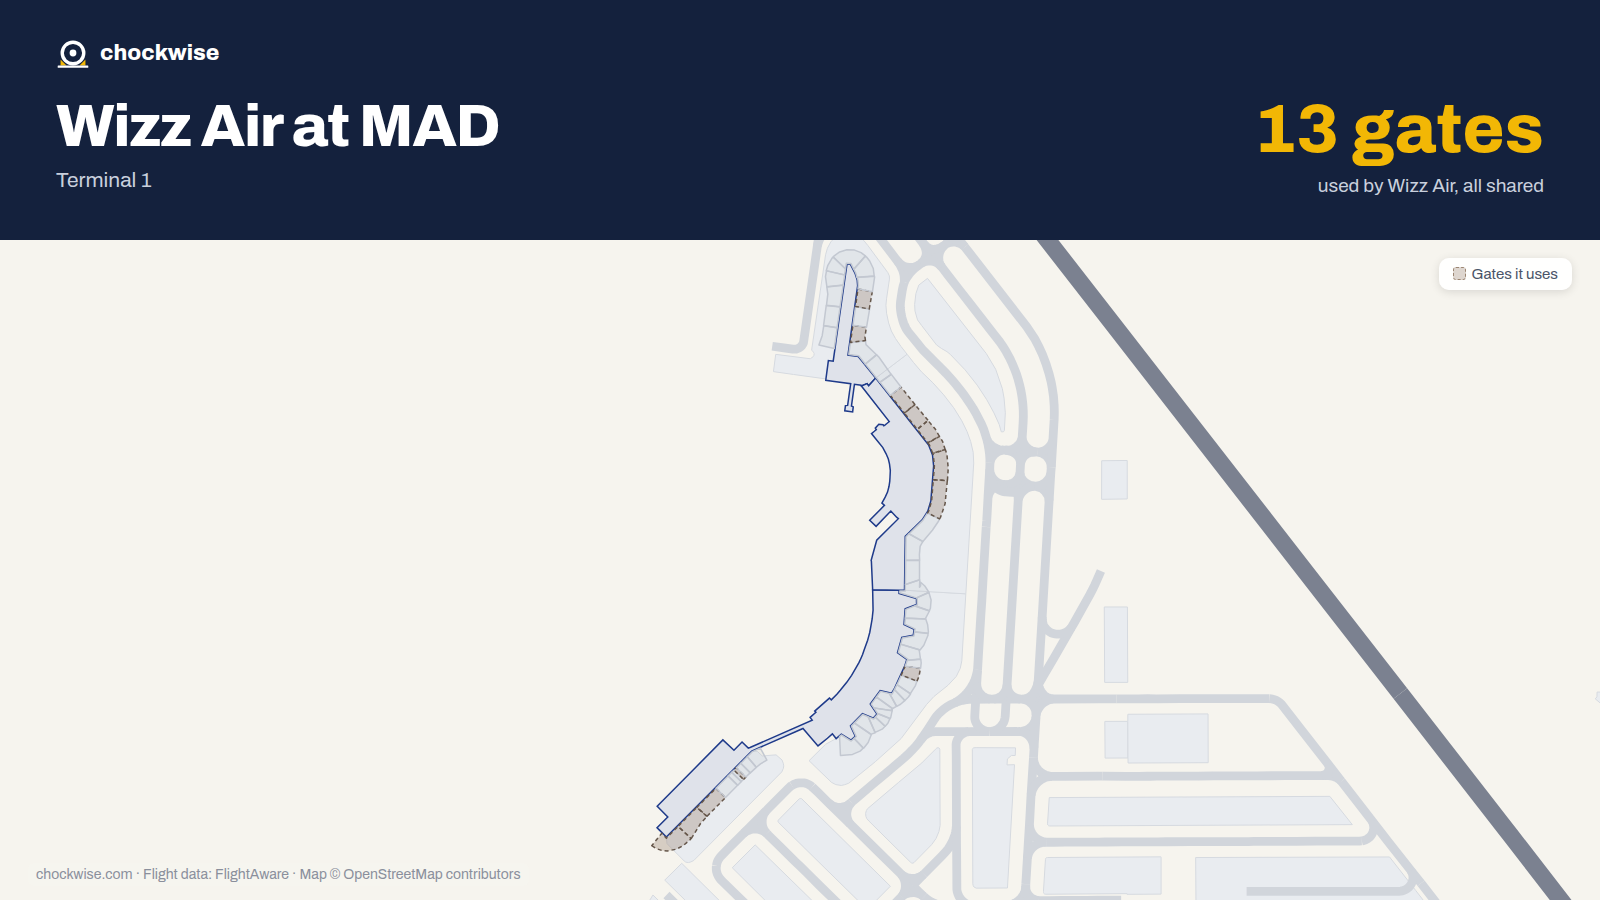 chockwise
Wizz Air at MAD
Terminal 1
13 gates
used by Wizz Air, all shared
Gates it uses
chockwise.com · Flight data: FlightAware · Map © OpenStreetMap contributors